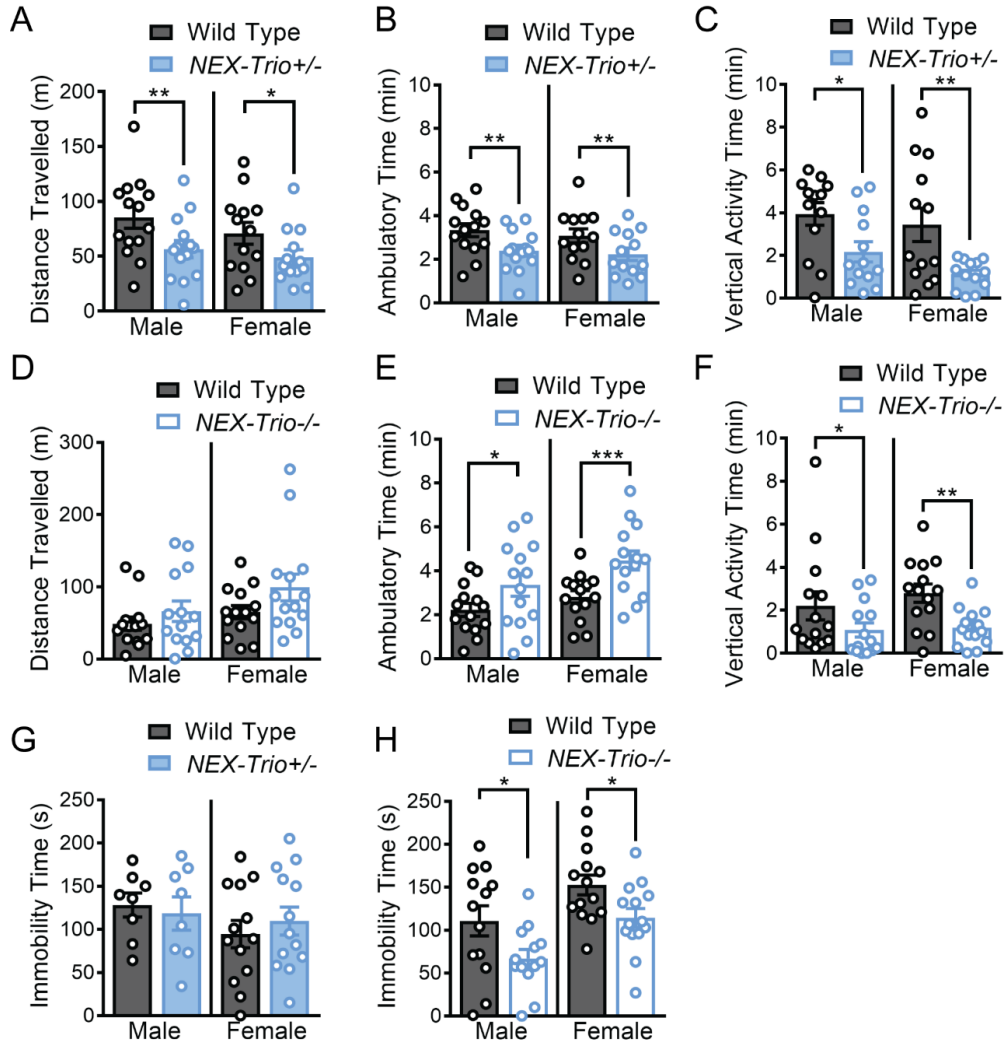 A
Wild Type
NEX-Trio+/-
Distance Travelled (m)
200
150
100
50
0
**
*
Male
Female
B
Wild Type
NEX-Trio+/-
Ambulatory Time (min)
10
8
6
4
2
0
**
**
Male
Female
C
Wild Type
NEX-Trio+/-
Vertical Activity Time (min)
10
8
6
4
2
0
*
**
Male
Female
D
Wild Type
NEX-Trio-/-
Distance Travelled (m)
300
200
100
0
Male
Female
E
Wild Type
NEX-Trio-/-
Ambulatory Time (min)
10
8
6
4
2
0
*
***
Male
Female
F
Wild Type
NEX-Trio-/-
Vertical Activity Time (min)
10
8
6
4
2
0
*
**
Male
Female
G
Wild Type
NEX-Trio+/-
Immobility Time (s)
250
200
150
100
50
0
Male
Female
H
Wild Type
NEX-Trio-/-
Immobility Time (s)
250
200
150
100
50
0
*
*
Male
Female